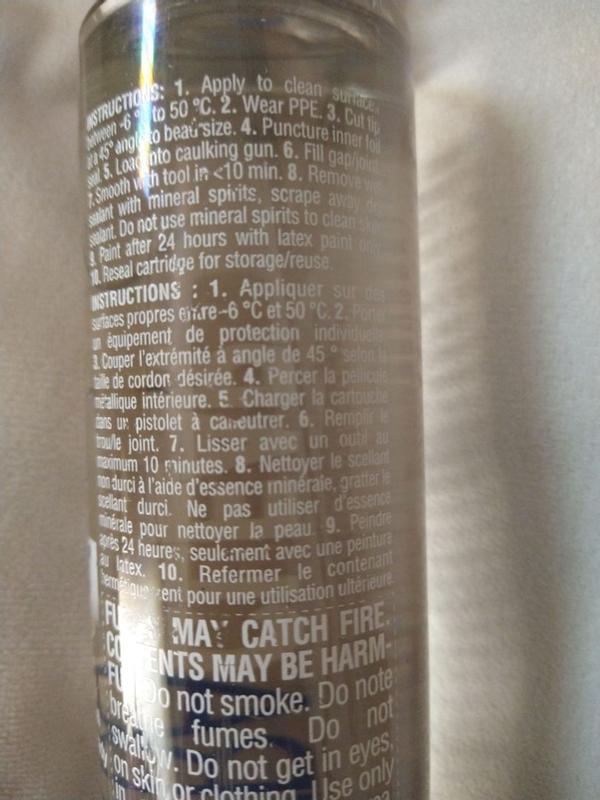 INSTRUCTIONS: 1. Apply to clean surfaces
between -6 °C to 50 °C. 2. Wear PPE. 3. Cut tip
at a 45° angle to bead size. 4. Puncture inner foil
seal. 5. Load into caulking gun. 6. Fill gap/joint.
7. Smooth with tool in <10 min. 8. Remove wet
sealant with mineral spirits, scrape away dry
sealant. Do not use mineral spirits to clean skin.
9. Paint after 24 hours with latex paint only.
10. Reseal cartridge for storage/reuse.
INSTRUCTIONS : 1. Appliquer sur des
surfaces propres entre -6 °C et 50 °C. 2. Porter
un équipement de protection individuelle.
3. Couper l'extrémité à angle de 45 ° selon la
taille de cordon désirée. 4. Percer la pellicule
métallique intérieure. 5. Charger la cartouche
dans un pistolet à calfeutrer. 6. Remplir le
trou/le joint. 7. Lisser avec un outil au
maximum 10 minutes. 8. Nettoyer le scellant
non durci à l'aide d'essence minérale, gratter le
scellant durci. Ne pas utiliser d'essence
minérale pour nettoyer la peau. 9. Peindre
après 24 heures, seulement avec une peinture
au latex. 10. Refermer le contenant
hermétiquement pour une utilisation ultérieure.
FUMES MAY CATCH FIRE.
CONTENTS MAY BE HARM-
FUL. Do not smoke. Do note
breathe fumes. Do not
swallow. Do not get in eyes,
on skin or clothing. Use only
in